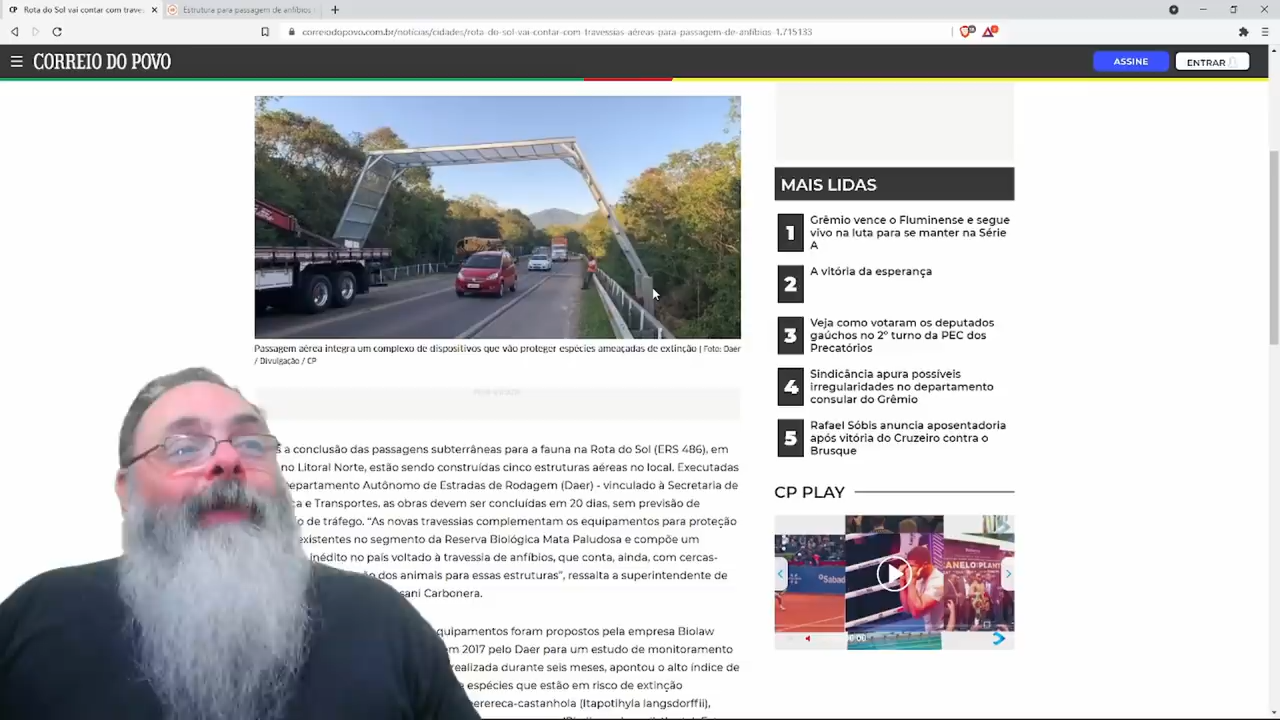 Rota do Sol vai contar com trave
Estrutura para passagem de anfíbios
correiodopovo.com.br/notícias/cidades/rota-do-sol-vai-contar-com-travessias-aéreas-para-passagem-de-anfíbios-1.715133
CORREIO DO POVO
ASSINE
ENTRAR
Passagem aérea integra um complexo de dispositivos que vão proteger espécies ameaçadas de extinção | Foto: Daer
/ Divulgação / CP
a conclusão das passagens subterrâneas para a fauna na Rota do Sol (ERS 486), em
no Litoral Norte, estão sendo construídas cinco estruturas aéreas no local. Executadas
epartamento Autônomo de Estradas de Rodagem (Daer) - vinculado à Secretaria de
ca e Transportes, as obras devem ser concluídas em 20 dias, sem previsão de
o de tráfego. “As novas travessias complementam os equipamentos para proteção
existentes no segmento da Reserva Biológica Mata Paludosa e compõe um
inédito no país voltado à travessia de anfíbios, que conta, ainda, com cercas-
ão dos animais para essas estruturas”, ressalta a superintendente de
sani Carbonera.
quipamentos foram propostos pela empresa Biolaw
em 2017 pelo Daer para um estudo de monitoramento
realizada durante seis meses, apontou o alto índice de
e espécies que estão em risco de extinção
perereca-castanhola (Itapotihyla langsdorffii),
MAIS LIDAS
1 Grêmio vence o Fluminense e segue
vivo na luta para se manter na Série
A
2 A vitória da esperança
3 Veja como votaram os deputados
gaúchos no 2º turno da PEC dos
Precatórios
4 Sindicância apura possíveis
irregularidades no departamento
consular do Grêmio
5 Rafael Sóbis anuncia aposentadoria
após vitória do Cruzeiro contra o
Brusque
CP PLAY